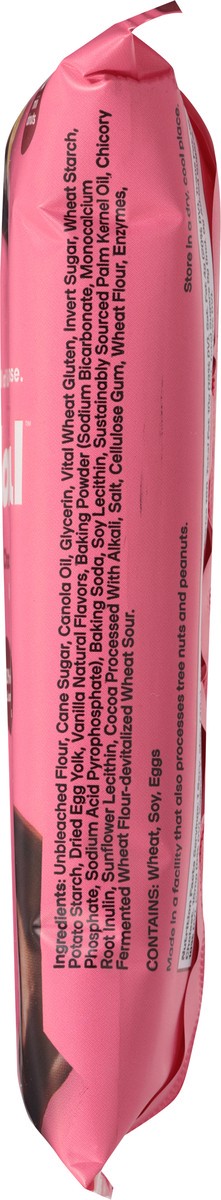 Ingredients: Unbleached Flour, Cane Sugar, Canola Oil, Glycerin, Vital Wheat Gluten, Invert Sugar, Wheat Starch,
Potato Starch, Dried Egg Yolk, Vanilla Natural Flavors, Baking Powder (Sodium Bicarbonate, Monocalcium
Phosphate, Sodium Acid Pyrophosphate), Baking Soda, Soy Lecithin, Sustainably Sourced Palm Kernel Oil, Chicory
Root Inulin, Sunflower Lecithin, Cocoa Processed With Alkali, Salt, Cellulose Gum, Wheat Flour, Enzymes,
Fermented Wheat Flour-devitalized Wheat Sour.
CONTAINS: Wheat, Soy, Eggs
Made in a facility that also processes tree nuts and peanuts.
Store in a dry, cool place.